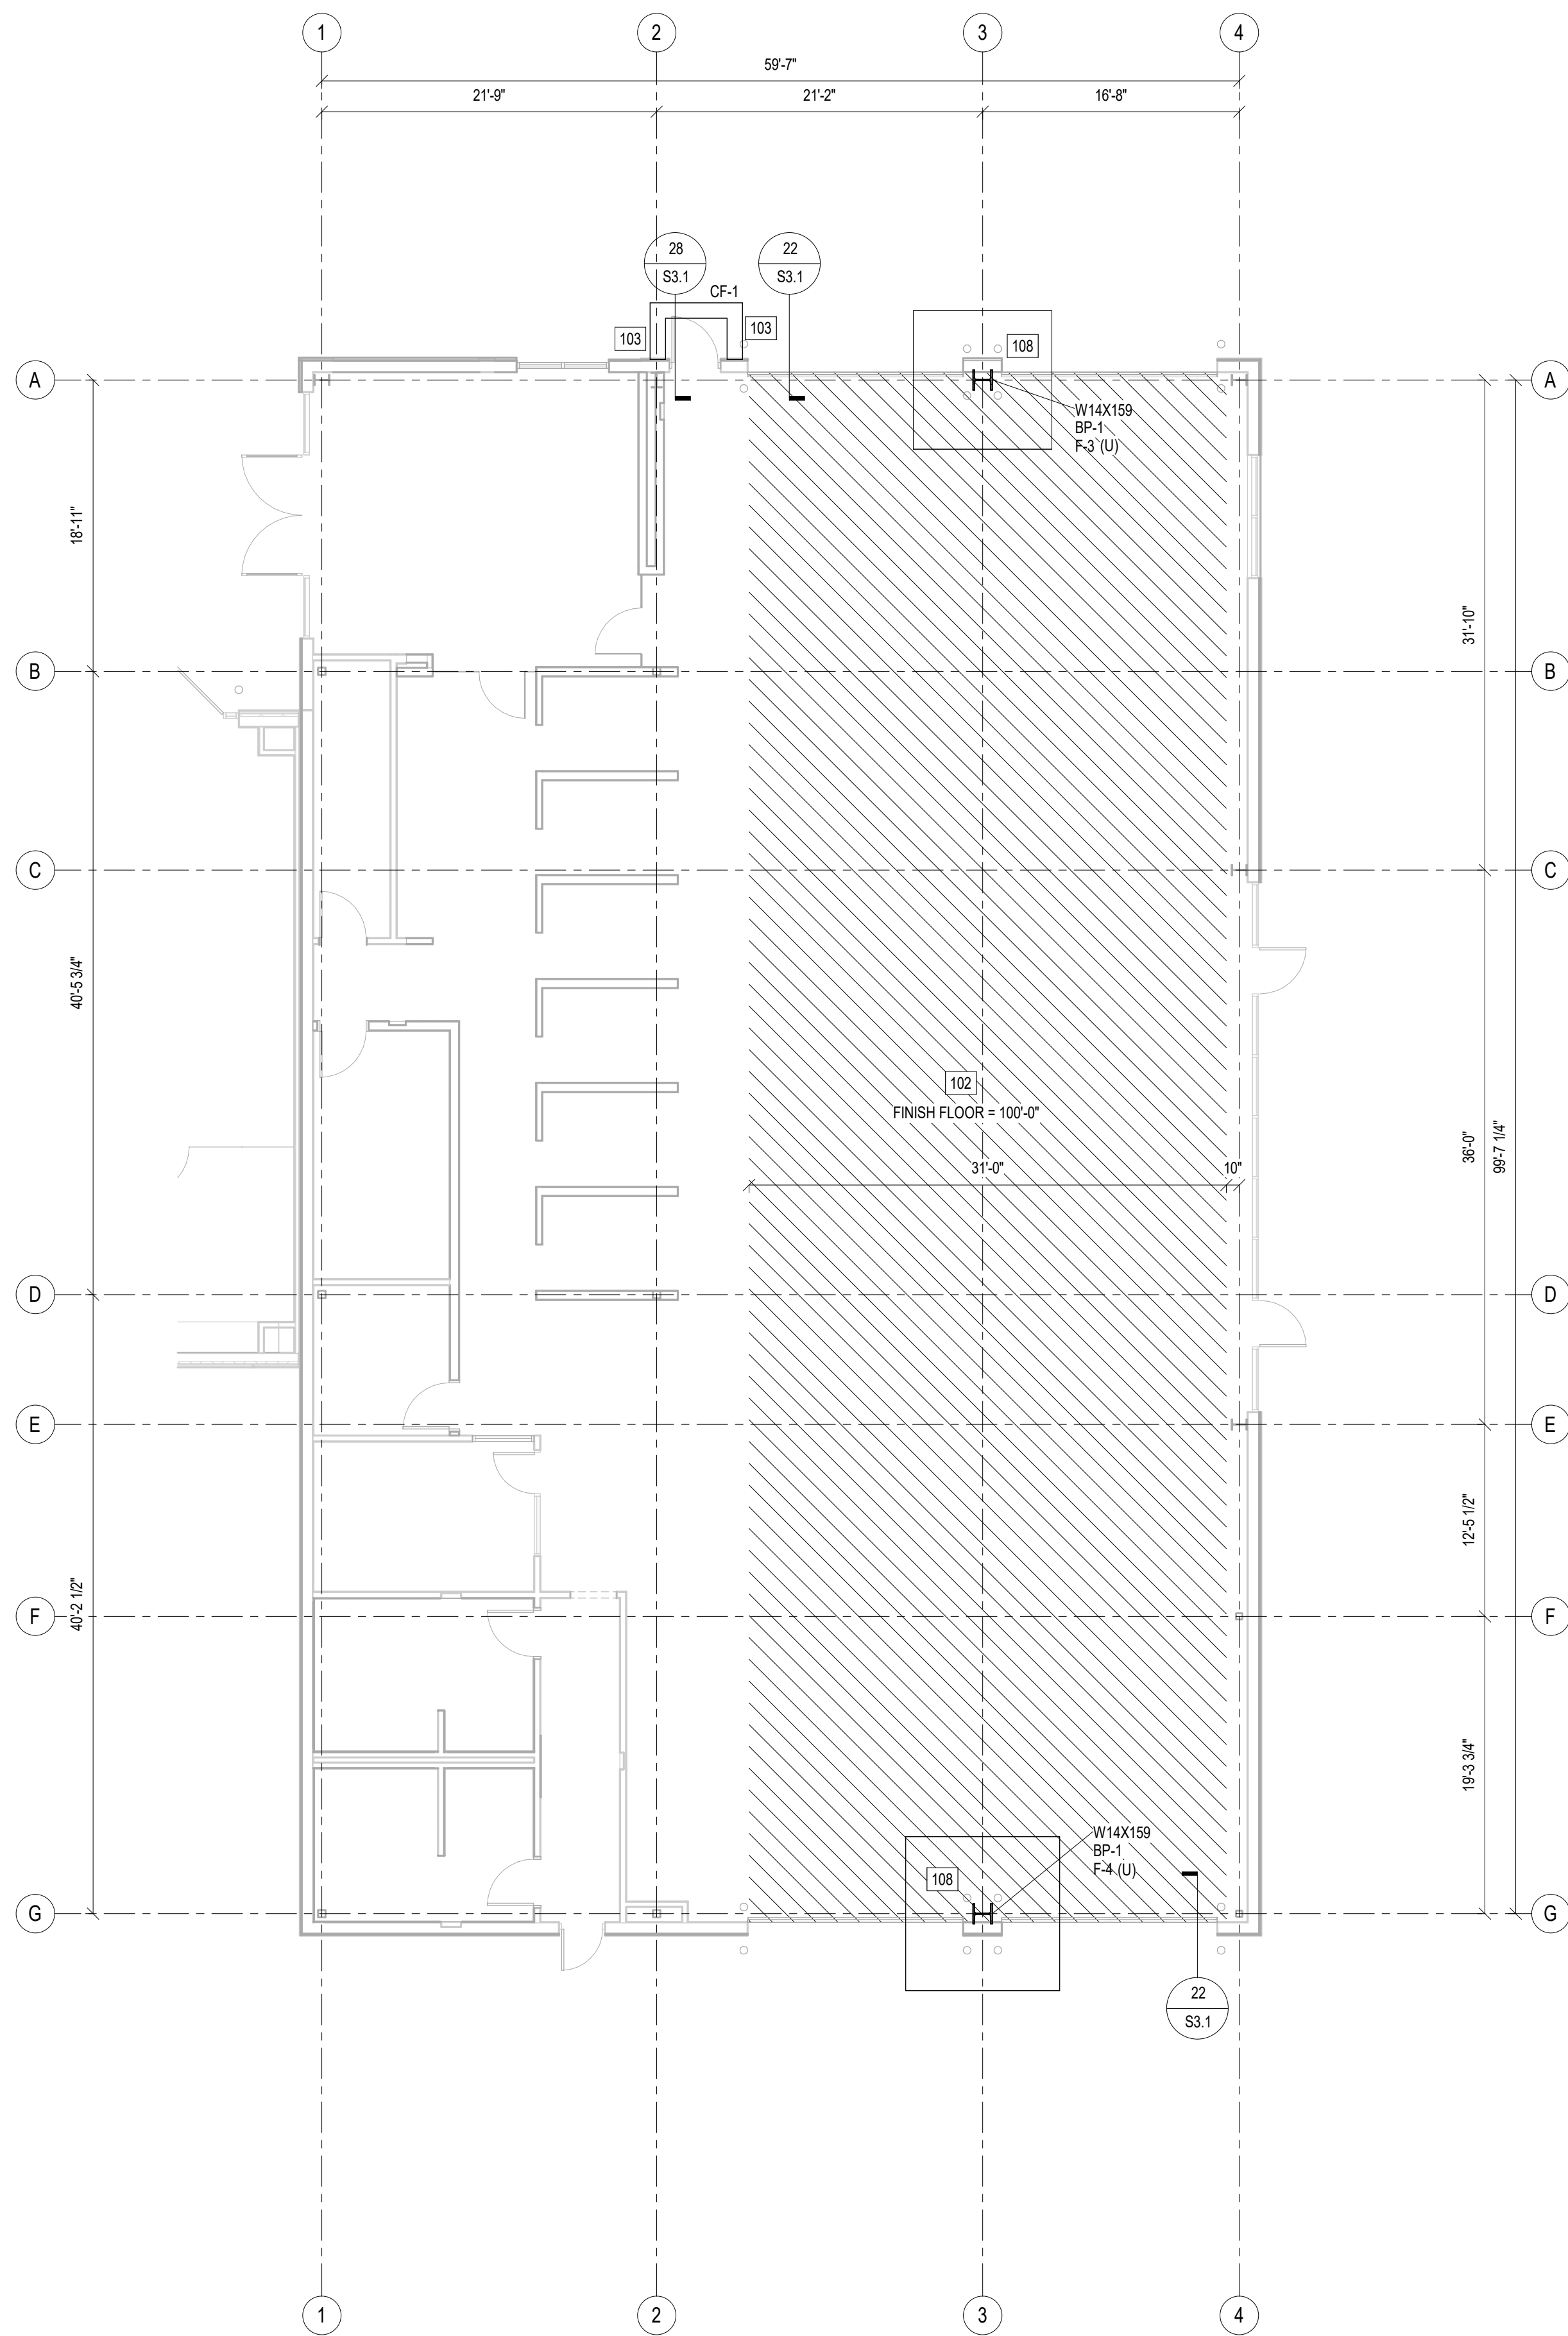 1
2
3
4
59'-7"
21'-9"
21'-2"
16'-8"
28
S3.1
22
S3.1
CF-1
103
103
108
A
A
W14X159
BP-1
F-3 (U)
18'-11"
31'-10"
B
B
C
C
40'-5 3/4"
102
FINISH FLOOR = 100'-0"
36'-0"
99'-7 1/4"
31'-0"
10"
D
D
E
E
12'-5 1/2"
40'-2 1/2"
F
F
19'-3 3/4"
W14X159
BP-1
F-4 (U)
108
G
G
22
S3.1
1
2
3
4